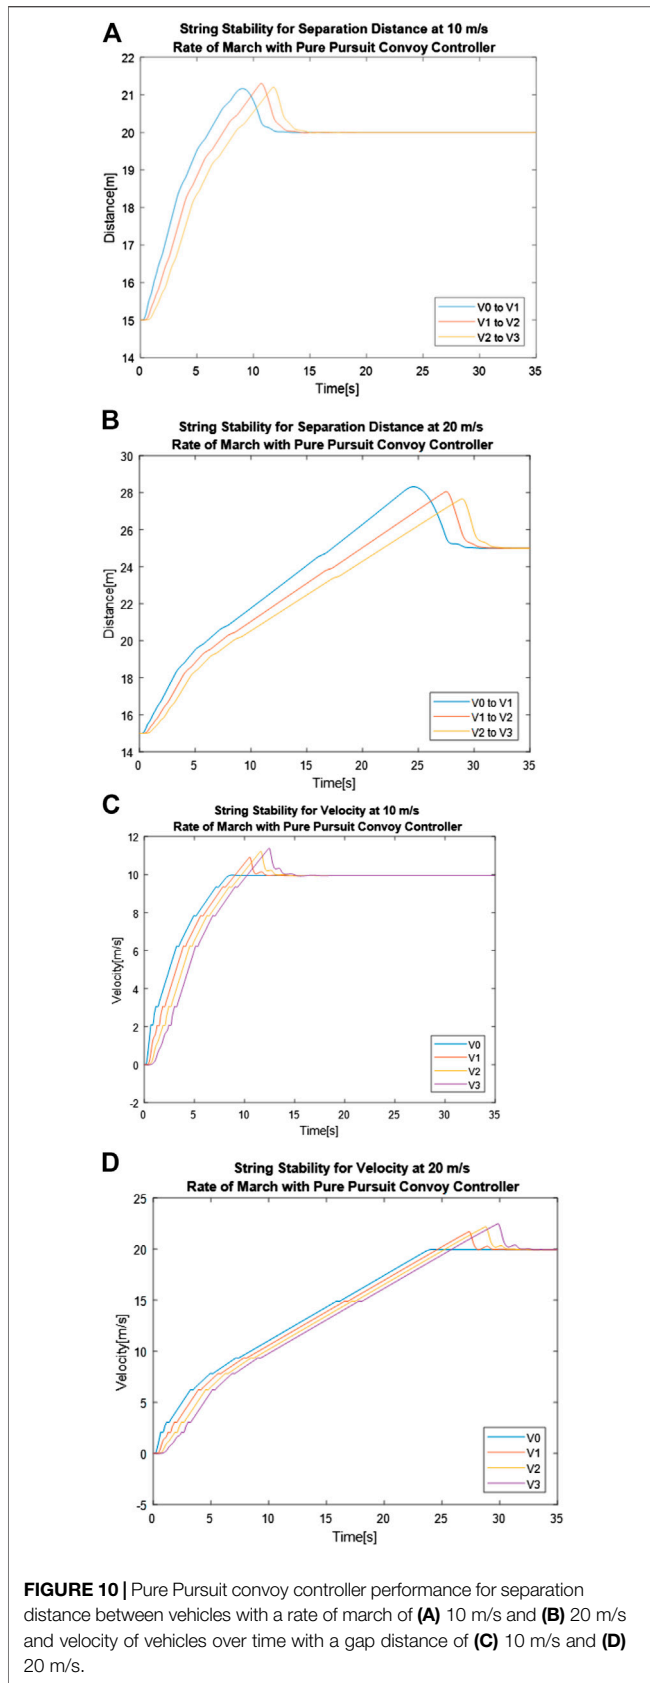 A
String Stability for Separation Distance at 10 m/s
Rate of March with Pure Pursuit Convoy Controller
22
21
20
19
18
17
16
15
14
Distance[m]
V0 to V1
V1 to V2
V2 to V3
0 5 10 15 20 25 30 35
Time[s]
B
String Stability for Separation Distance at 20 m/s
Rate of March with Pure Pursuit Convoy Controller
30
28
26
24
22
20
18
16
14
Distance[m]
V0 to V1
V1 to V2
V2 to V3
0 5 10 15 20 25 30 35
Time[s]
C
String Stability for Velocity at 10 m/s
Rate of March with Pure Pursuit Convoy Controller
12
10
8
6
4
2
0
-2
Velocity[m/s]
V0
V1
V2
V3
0 5 10 15 20 25 30 35
Time[s]
D
String Stability for Velocity at 20 m/s
Rate of March with Pure Pursuit Convoy Controller
25
20
15
10
5
0
-5
Velocity[m/s]
V0
V1
V2
V3
0 5 10 15 20 25 30 35
Time[s]
FIGURE 10 | Pure Pursuit convoy controller performance for separation
distance between vehicles with a rate of march of (A) 10 m/s and (B) 20 m/s
and velocity of vehicles over time with a gap distance of (C) 10 m/s and (D)
20 m/s.